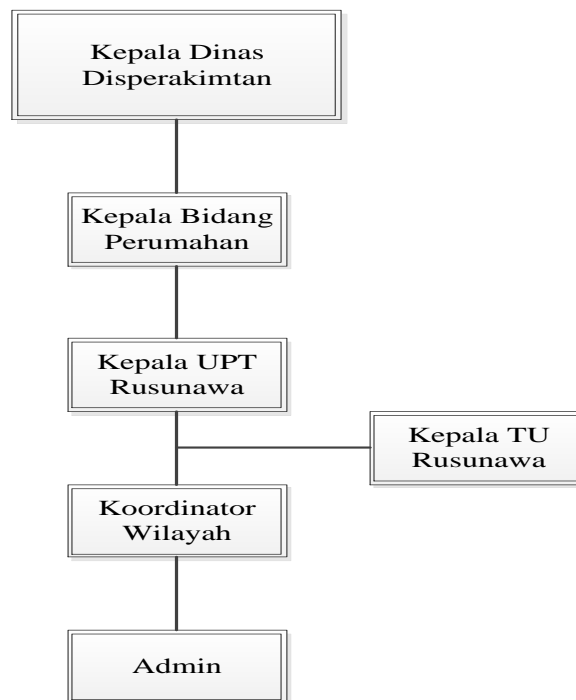 Kepala Dinas
Disperakimtan
Kepala Bidang
Perumahan
Kepala UPT
Rusunawa
Kepala TU
Rusunawa
Koordinator
Wilayah
Admin